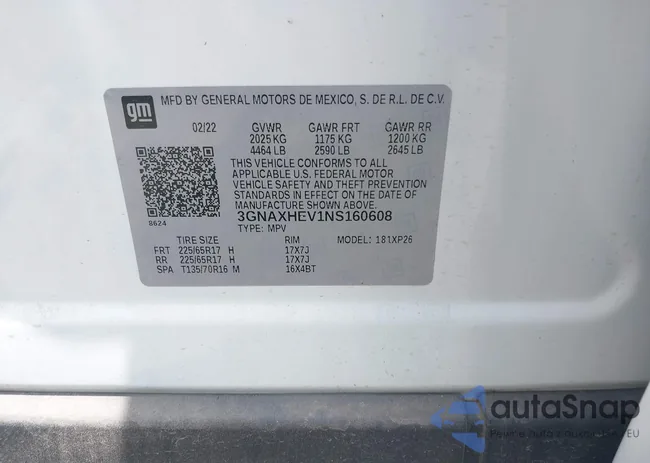 gm
MFD BY GENERAL MOTORS DE MEXICO, S. DE R.L. DE C.V.
02/22 GVWR GAWR FRT GAWR RR
2025 KG 1175 KG 1200 KG
4464 LB 2590 LB 2645 LB
THIS VEHICLE CONFORMS TO ALL
APPLICABLE U.S. FEDERAL MOTOR
VEHICLE SAFETY AND THEFT PREVENTION
STANDARDS IN EFFECT ON THE DATE OF
MANUFACTURE SHOWN ABOVE.
3GNAXHEV1NS160608
8624 TYPE: MPV
TIRE SIZE RIM MODEL: 181XP26
FRT 225/65R17 H 17X7J
RR 225/65R17 H 17X7J
SPA T135/70R16 M 16X4BT
autaSnap